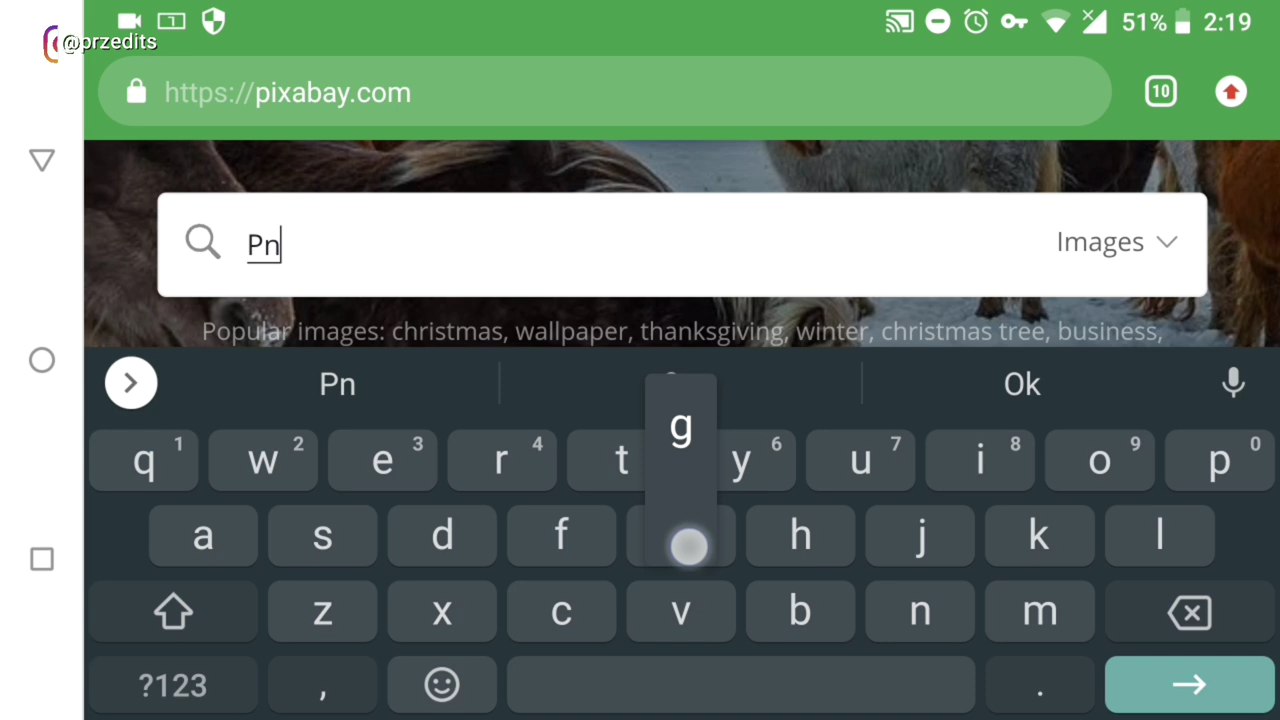 @przedits
1
51% 2:19
https://pixabay.com
10
Pn
Images
Popular images: christmas, wallpaper, thanksgiving, winter, christmas tree, business,
Pn
Ok
g
q 1 w 2 e 3 r 4 t y 6 u 7 i 8 o 9 p 0
a s d f h j k l
z x c v b n m
?123 , .